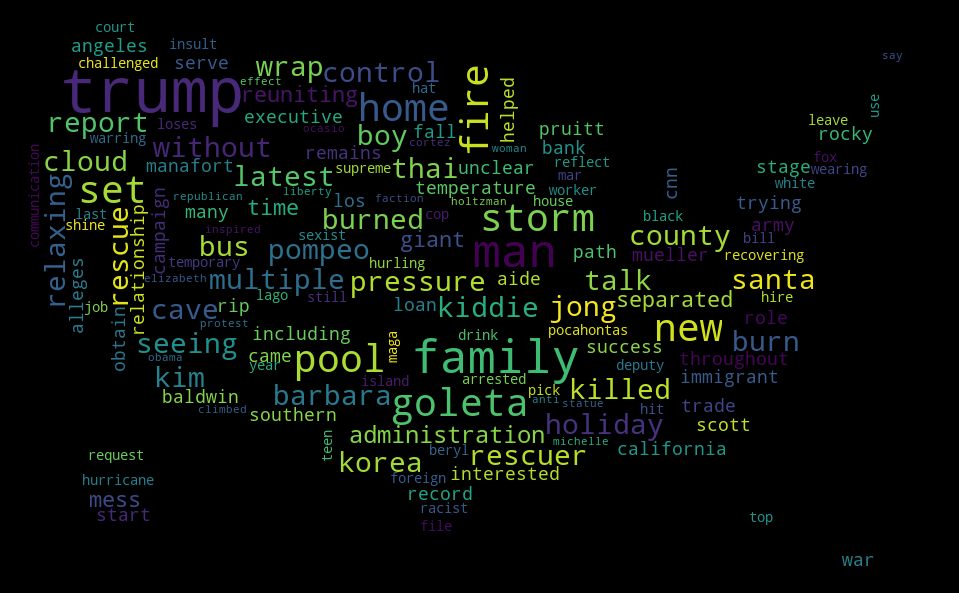 court
angeles
insult
say
challenged
serve
wrap
control
trump
effect
reuniting
hat
home
fire
helped
use
report
loses
executive
ocasio
boy
fall
cortez
woman
pruitt
bank
leave
rocky
warring
without
remains
supreme
thai
unclear
reflect
fox
wearing
cloud
manafort
latest
temperature
mar
worker
cnn
stage
white
communication
relaxing
set
republican
liberty
los
faction
holtzman
house
trying
last
shine
rescue
relationship
campaign
many
time
burned
cop
storm
black
army
inspired
sexist
giant
county
bill
bus
pompeo
man
path
mueller
recovering
temporary
hurling
elizabeth
multiple
pressure
aide
talk
santa
alleges
job
cave
rip
lago
still
loan
kiddie
jong
separated
hire
obtain
protest
including
drink
pocahontas
new
role
seeing
obama
came
year
pool
maga
family
success
burn
throughout
kim
island
arrested
deputy
immigrant
baldwin
barbara
goleta
pick
killed
anti
statue
hit
trade
climbed
southern
holiday
scott
teen
administration
michelle
request
korea
beryl
rescuer
california
hurricane
foreign
interested
mess
record
start
racist
top
file
war